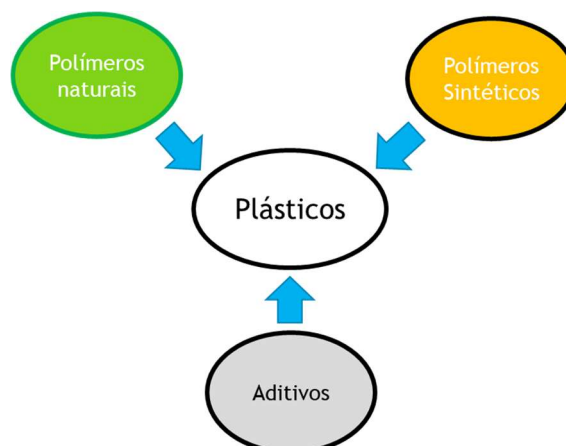 Polímeros
naturais
Polímeros
Sintéticos
Plásticos
Aditivos